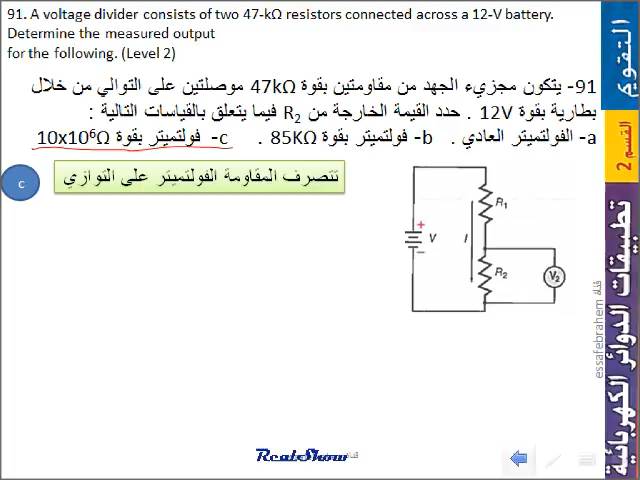 91. A voltage divider consists of two 47-kΩ resistors connected across a 12-V battery.
Determine the measured output
for the following. (Level 2)
91- يتكون مجزيء الجهد من مقاومتين بقوة 47kΩ موصلتين على التوالي من خلال
بطارية بقوة 12V . حدد القيمة الخارجة من R₂ فيما يتعلق بالقياسات التالية :
a- الفولتميتر العادي . b- فولتميتر بقوة 85KΩ . c- فولتميتر بقوة 10x10⁶Ω
c
تتصرف المقاومة الفولتميتر على التوازي
R₁
+
V
I
−
R₂
V₂
التقويم
القسم 2
تطبيقات الدوائر الكهربائية
قناة essafebrahem
RealShow
قناة